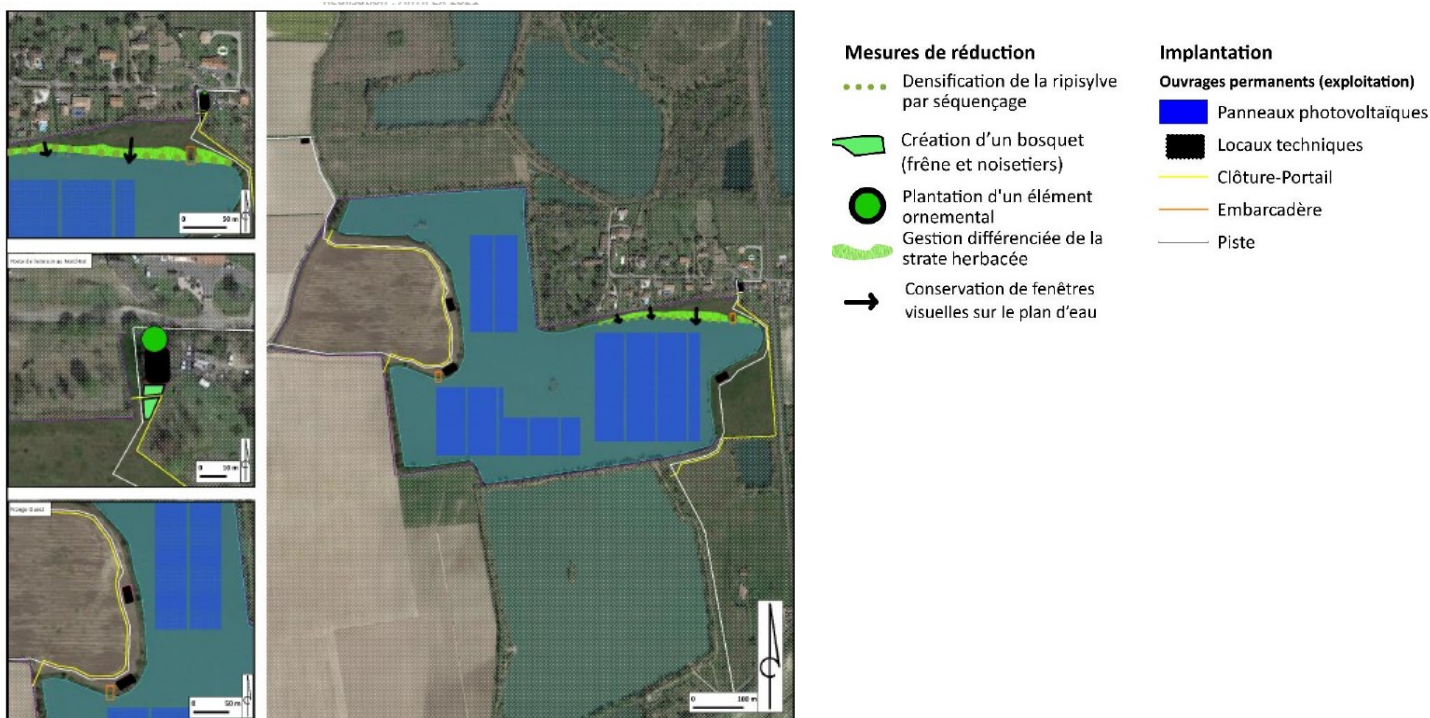 Mesures de réduction
Densification de la ripisylve
par séquençage
Création d'un bosquet
(frêne et noisetiers)
Plantation d'un élément
ornemental
Gestion différenciée de la
strate herbacée
Conservation de fenêtres
visuelles sur le plan d'eau
Implantation
Ouvrages permanents (exploitation)
Panneaux photovoltaïques
Locaux techniques
Clôture-Portail
Embarcadère
Piste
0 50 m
0 10 m
Frange Ouest
0 50 m
0 100 m